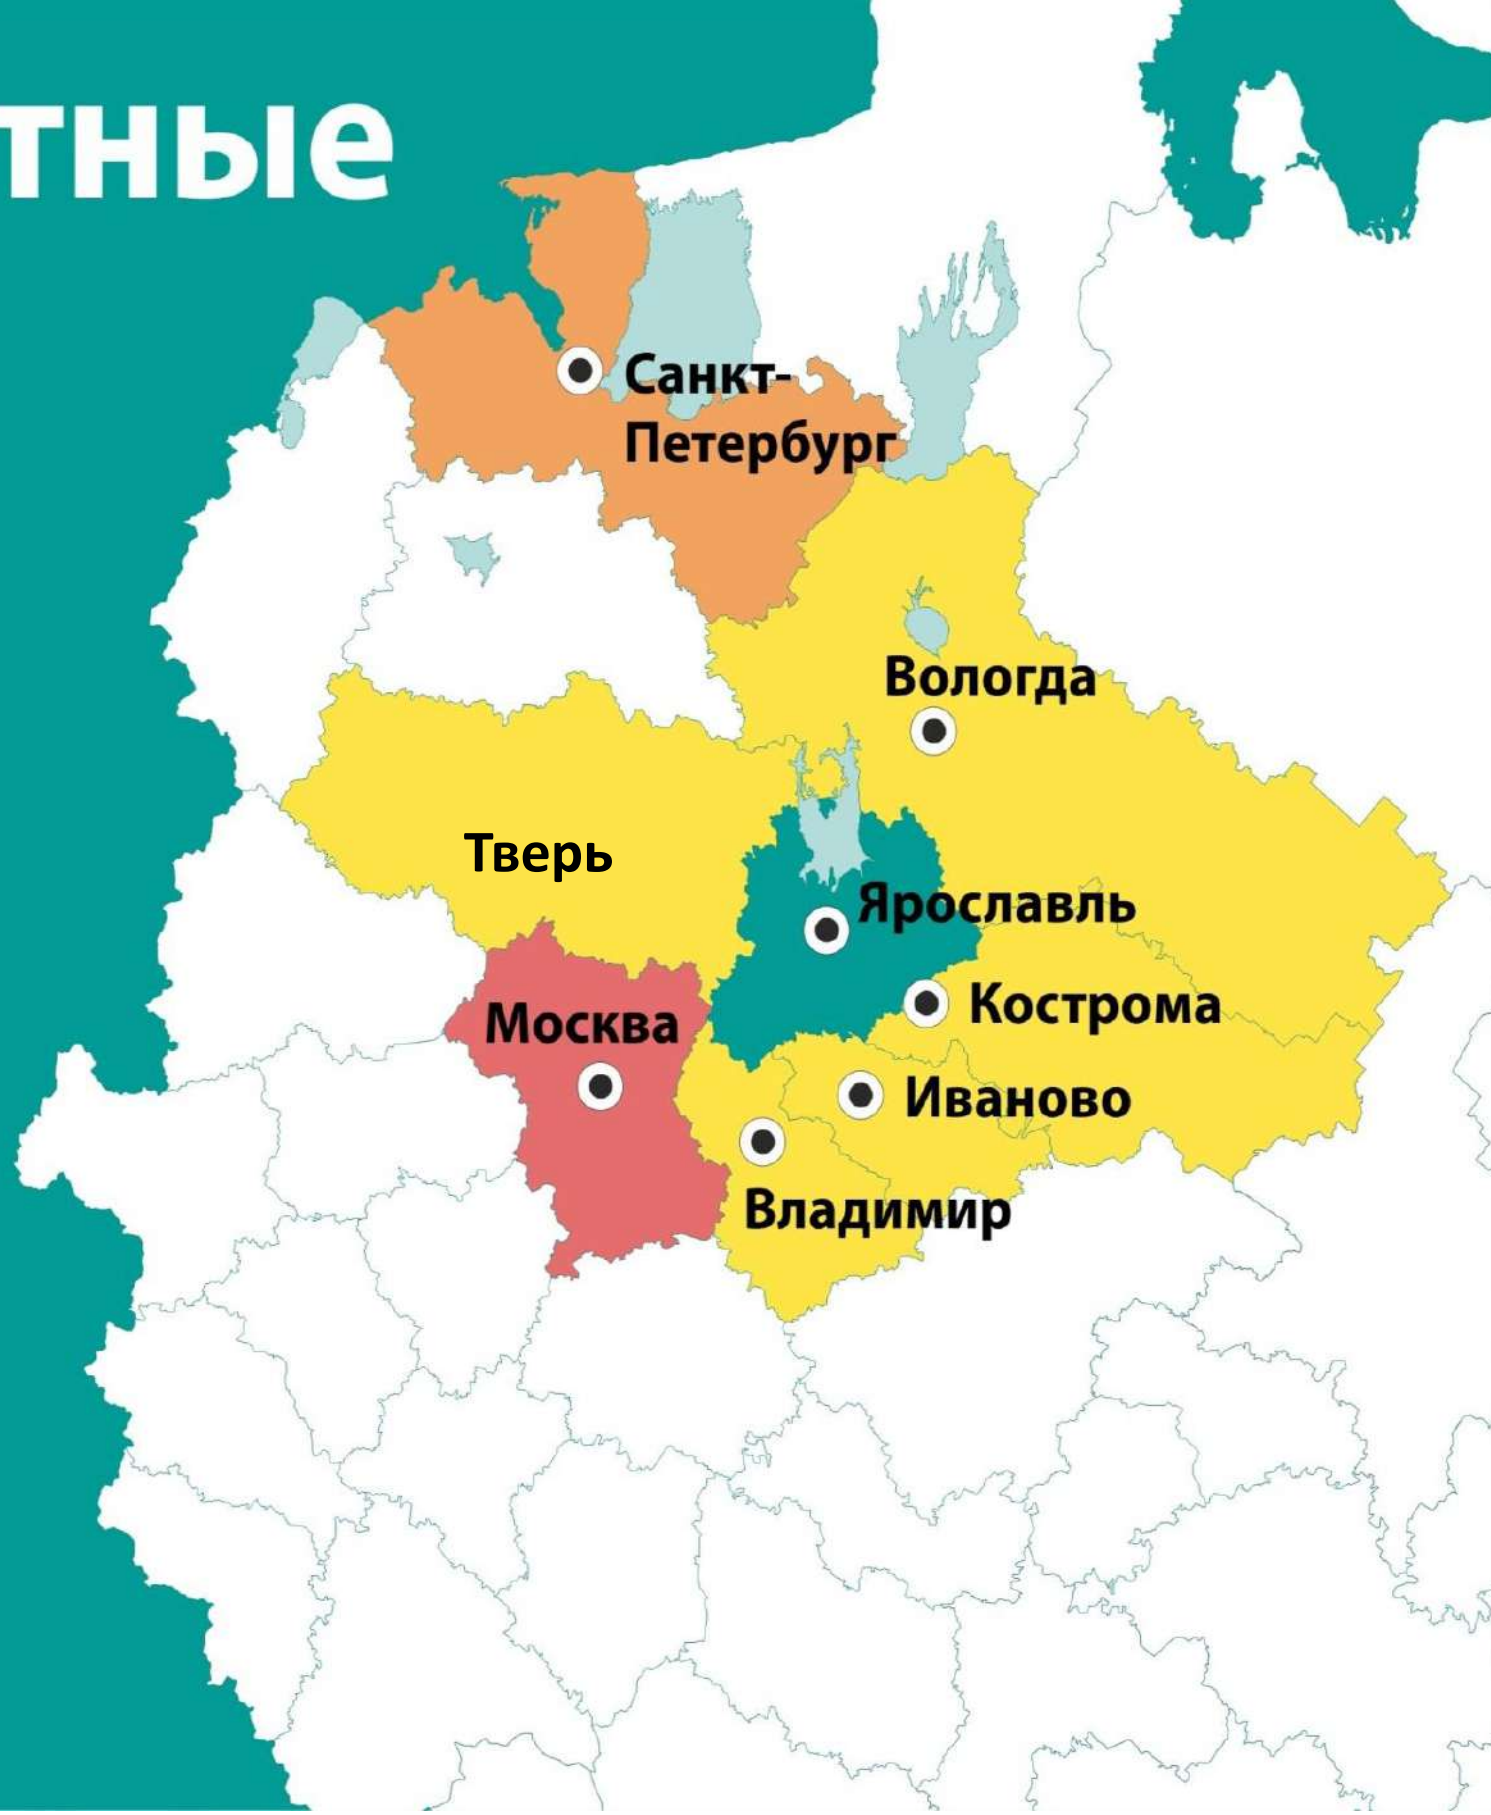 тные
Санкт-
Петербург
Вологда
Тверь
Ярославль
Москва
Кострома
Иваново
Владимир